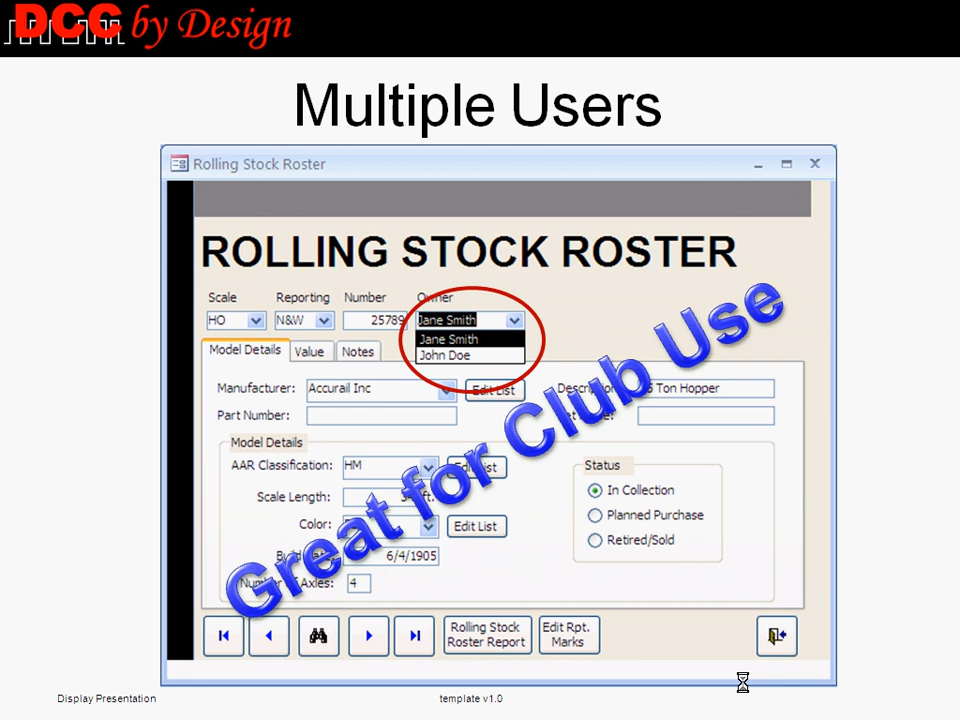 DCC by Design
Multiple Users
Rolling Stock Roster
ROLLING STOCK ROSTER
Scale Reporting Number Owner
HO N&W 25789 Jane Smith
Jane Smith
John Doe
Model Details Value Notes
Manufacturer: Accurail Inc Edit List Ton Hopper
Part Number:
Model Details
AAR Classification: HM Edit List
Status
Scale Length: ft.
In Collection
Color: Edit List
Planned Purchase
Retired/Sold
6/4/1905
Number of Axles: 4
Great for Club Use
Rolling Stock Roster Report
Edit Rpt. Marks
Display Presentation template v1.0